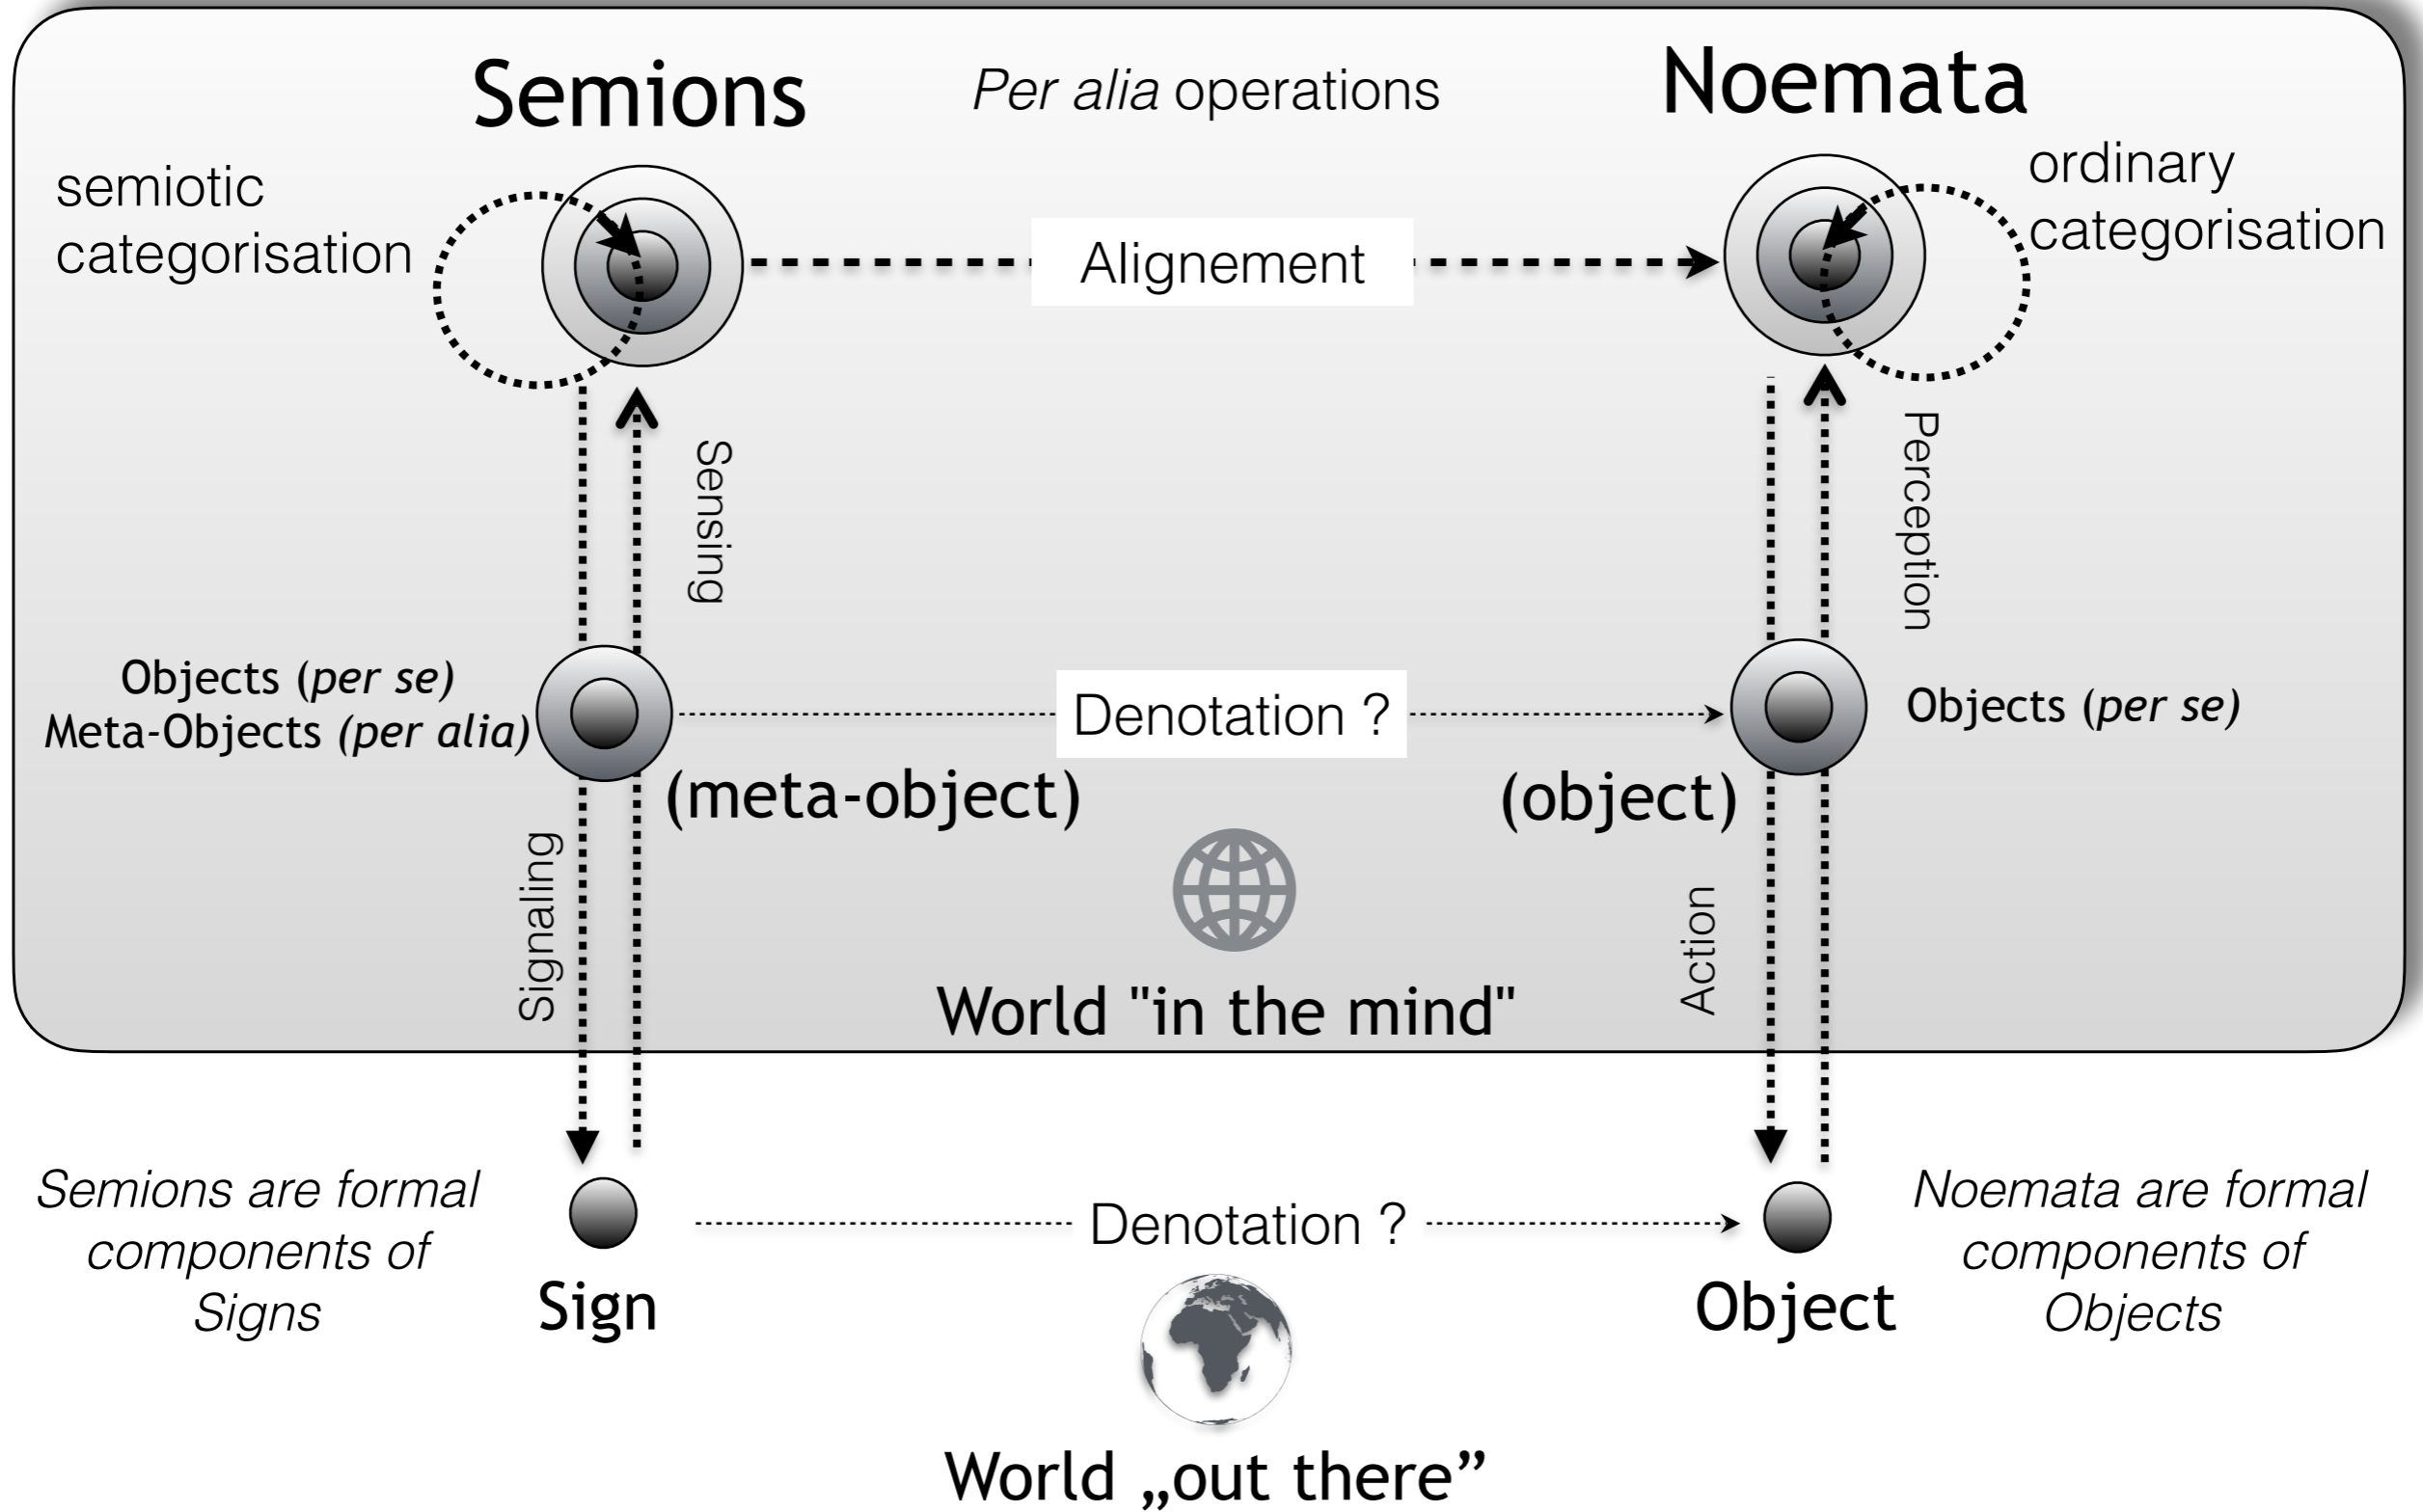 Semions
Per alia operations
Noemata
semiotic
categorisation
ordinary
categorisation
Alignement
Sensing
Perception
Objects (per se)
Meta-Objects (per alia)
Denotation ?
Objects (per se)
(meta-object)
(object)
Signaling
Action
World "in the mind"
Semions are formal
components of
Signs
Denotation ?
Noemata are formal
components of
Objects
Sign
Object
World „out there”